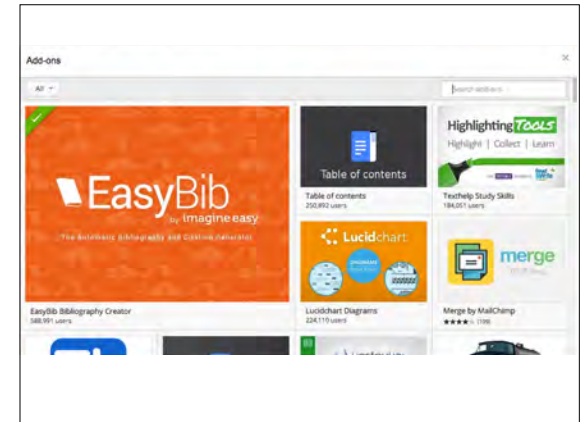 Add-ons
All
Search add-ons
EasyBib
by imagine easy
The Automatic Bibliography and Citation Generator
EasyBib Bibliography Creator
588,991 users
Table of contents
Table of contents
250,892 users
Highlighting Tools
Highlight | Collect | Learn
Texthelp Study Skills
184,051 users
Lucidchart
Lucidchart Diagrams
224,110 users
merge
Merge by MailChimp